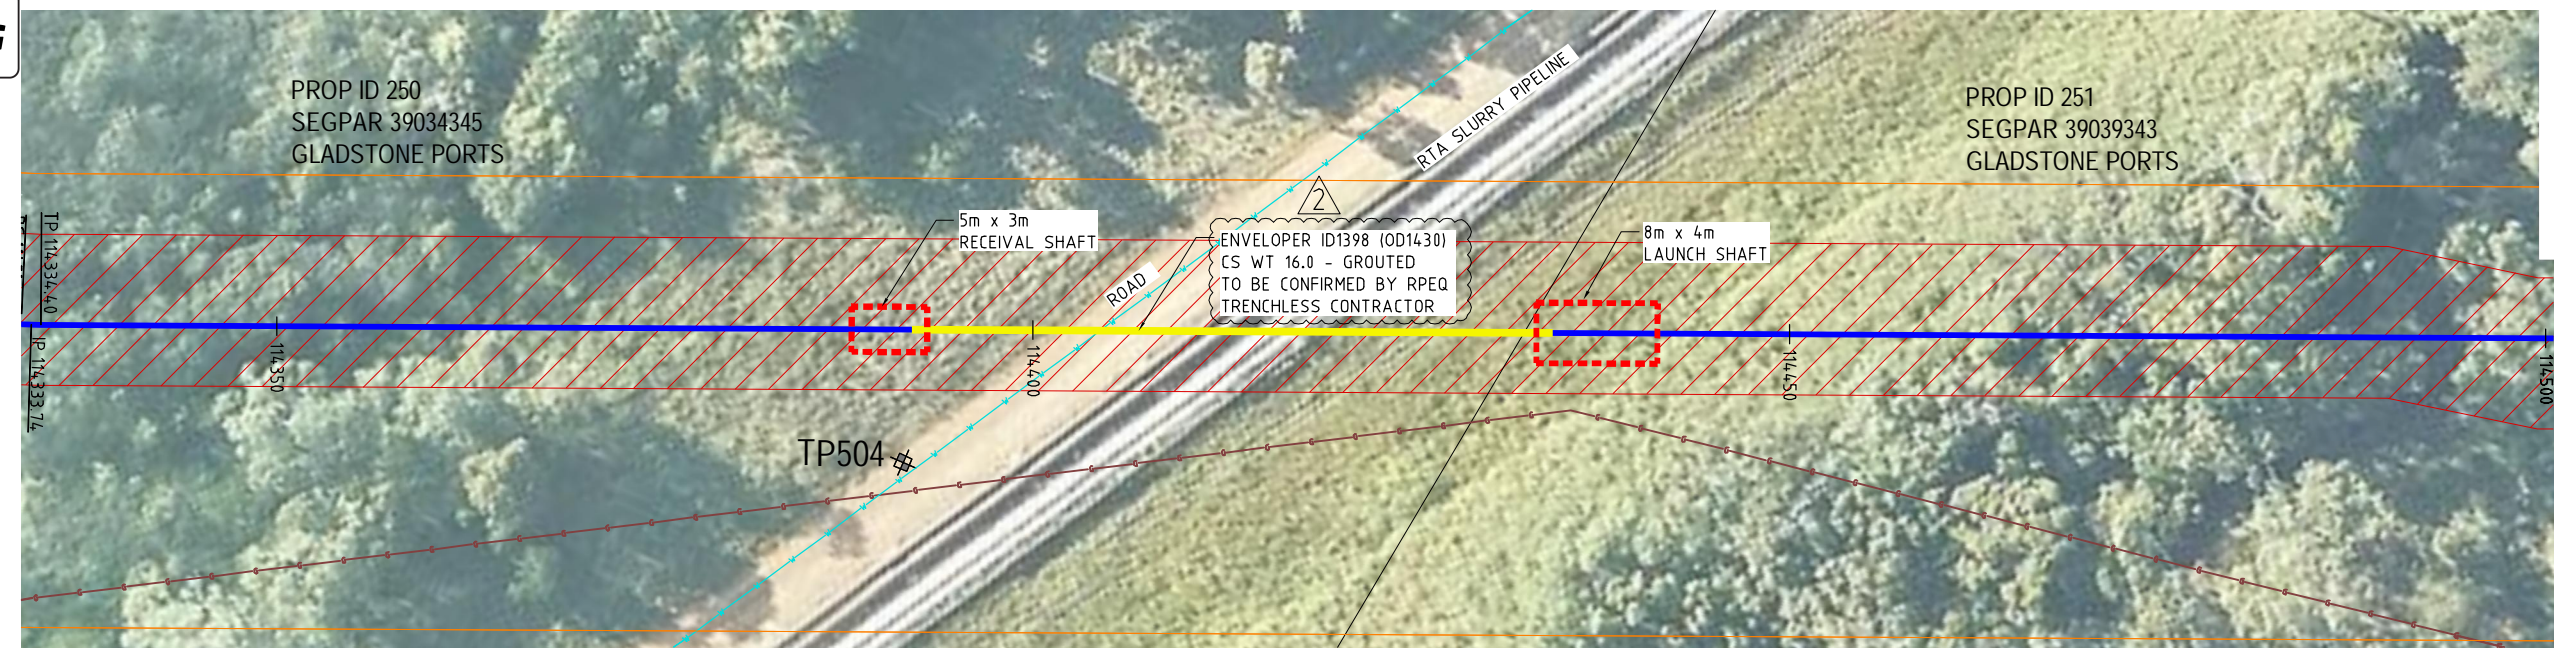 PROP ID 250
SEGPAR 39034345
GLADSTONE PORTS
PROP ID 251
SEGPAR 39039343
GLADSTONE PORTS
RTA SLURRY PIPELINE
2
5m x 3m
RECEIVAL SHAFT
ENVELOPER ID1398 (OD1430)
CS WT 16.0 - GROUTED
TO BE CONFIRMED BY RPEQ
TRENCHLESS CONTRACTOR
8m x 4m
LAUNCH SHAFT
ROAD
TP 114334.40
IP 114333.74
114350
114400
114450
114500
TP504